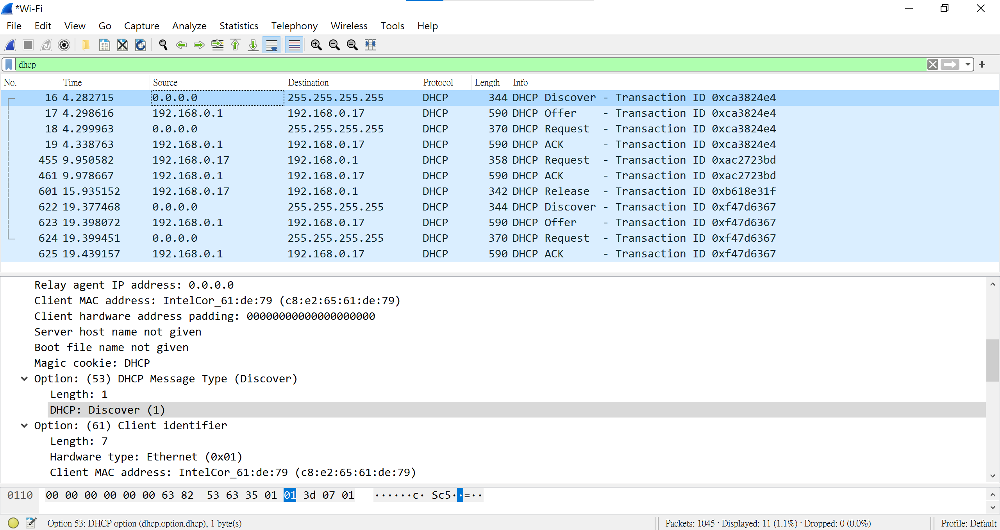 *Wi-Fi
File Edit View Go Capture Analyze Statistics Telephony Wireless Tools Help
dhcp
No. Time Source Destination Protocol Length Info
16 4.282715 0.0.0.0 255.255.255.255 DHCP 344 DHCP Discover - Transaction ID 0xca3824e4
17 4.298616 192.168.0.1 192.168.0.17 DHCP 590 DHCP Offer - Transaction ID 0xca3824e4
18 4.299963 0.0.0.0 255.255.255.255 DHCP 370 DHCP Request - Transaction ID 0xca3824e4
19 4.338763 192.168.0.1 192.168.0.17 DHCP 590 DHCP ACK - Transaction ID 0xca3824e4
455 9.950582 192.168.0.17 192.168.0.1 DHCP 358 DHCP Request - Transaction ID 0xac2723bd
461 9.978667 192.168.0.1 192.168.0.17 DHCP 590 DHCP ACK - Transaction ID 0xac2723bd
601 15.935152 192.168.0.17 192.168.0.1 DHCP 342 DHCP Release - Transaction ID 0xb618e31f
622 19.377468 0.0.0.0 255.255.255.255 DHCP 344 DHCP Discover - Transaction ID 0xf47d6367
623 19.398072 192.168.0.1 192.168.0.17 DHCP 590 DHCP Offer - Transaction ID 0xf47d6367
624 19.399451 0.0.0.0 255.255.255.255 DHCP 370 DHCP Request - Transaction ID 0xf47d6367
625 19.439157 192.168.0.1 192.168.0.17 DHCP 590 DHCP ACK - Transaction ID 0xf47d6367
Relay agent IP address: 0.0.0.0
Client MAC address: IntelCor_61:de:79 (c8:e2:65:61:de:79)
Client hardware address padding: 00000000000000000000
Server host name not given
Boot file name not given
Magic cookie: DHCP
Option: (53) DHCP Message Type (Discover)
Length: 1
DHCP: Discover (1)
Option: (61) Client identifier
Length: 7
Hardware type: Ethernet (0x01)
Client MAC address: IntelCor_61:de:79 (c8:e2:65:61:de:79)
0110 00 00 00 00 00 00 63 82 53 63 35 01 01 3d 07 01 ······c· Sc5··=··
Option 53: DHCP option (dhcp.option.dhcp), 1 byte(s) Packets: 1045 · Displayed: 11 (1.1%) · Dropped: 0 (0.0%) Profile: Default